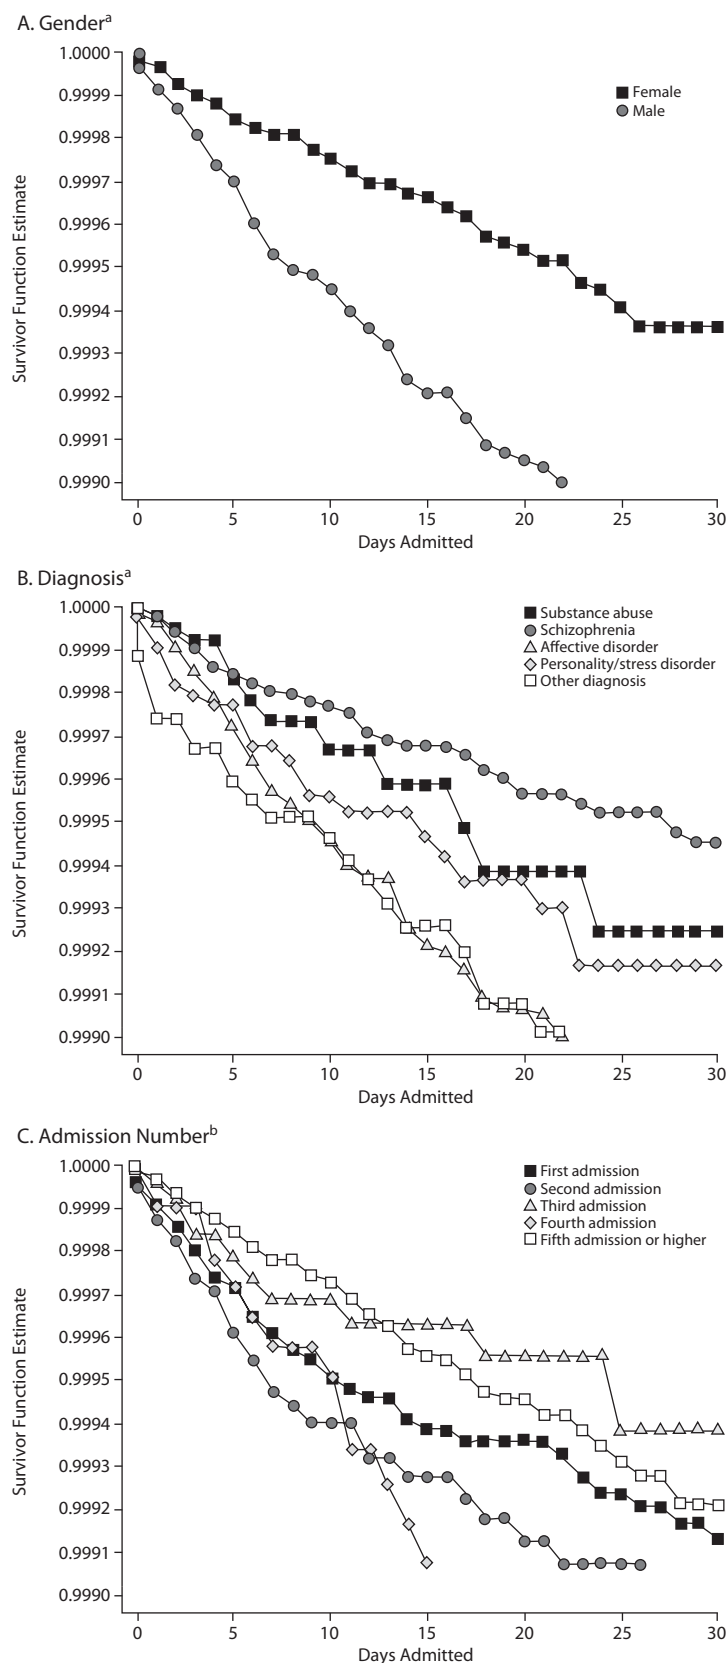 A. Genderᵃ
1.0000
0.9999
0.9998
0.9997
0.9996
0.9995
0.9994
0.9993
0.9992
0.9991
0.9990
Survivor Function Estimate
Female
Male
0 5 10 15 20 25 30
Days Admitted
B. Diagnosisᵃ
1.0000
0.9999
0.9998
0.9997
0.9996
0.9995
0.9994
0.9993
0.9992
0.9991
0.9990
Survivor Function Estimate
Substance abuse
Schizophrenia
Affective disorder
Personality/stress disorder
Other diagnosis
0 5 10 15 20 25 30
Days Admitted
C. Admission Numberᵇ
1.0000
0.9999
0.9998
0.9997
0.9996
0.9995
0.9994
0.9993
0.9992
0.9991
0.9990
Survivor Function Estimate
First admission
Second admission
Third admission
Fourth admission
Fifth admission or higher
0 5 10 15 20 25 30
Days Admitted